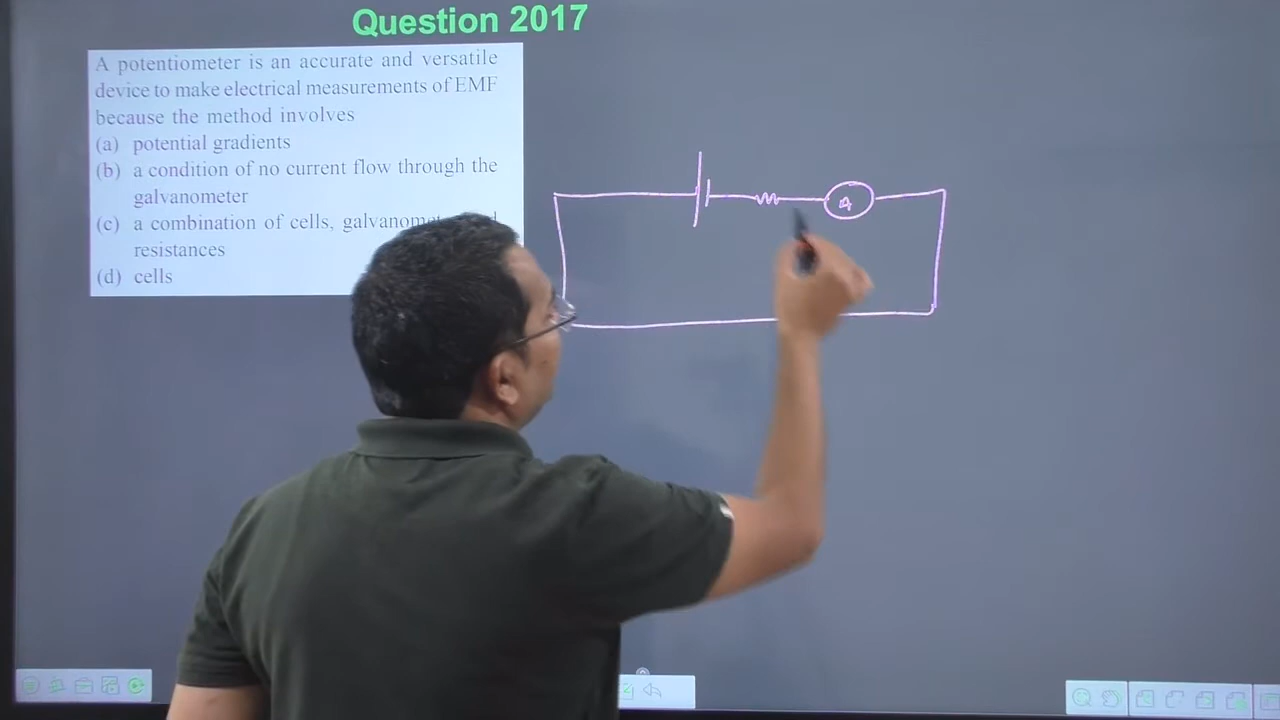 Question 2017
A potentiometer is an accurate and versatile
device to make electrical measurements of EMF
because the method involves
(a) potential gradients
(b) a condition of no current flow through the
galvanometer
(c) a combination of cells,
resistances
(d) cells
A